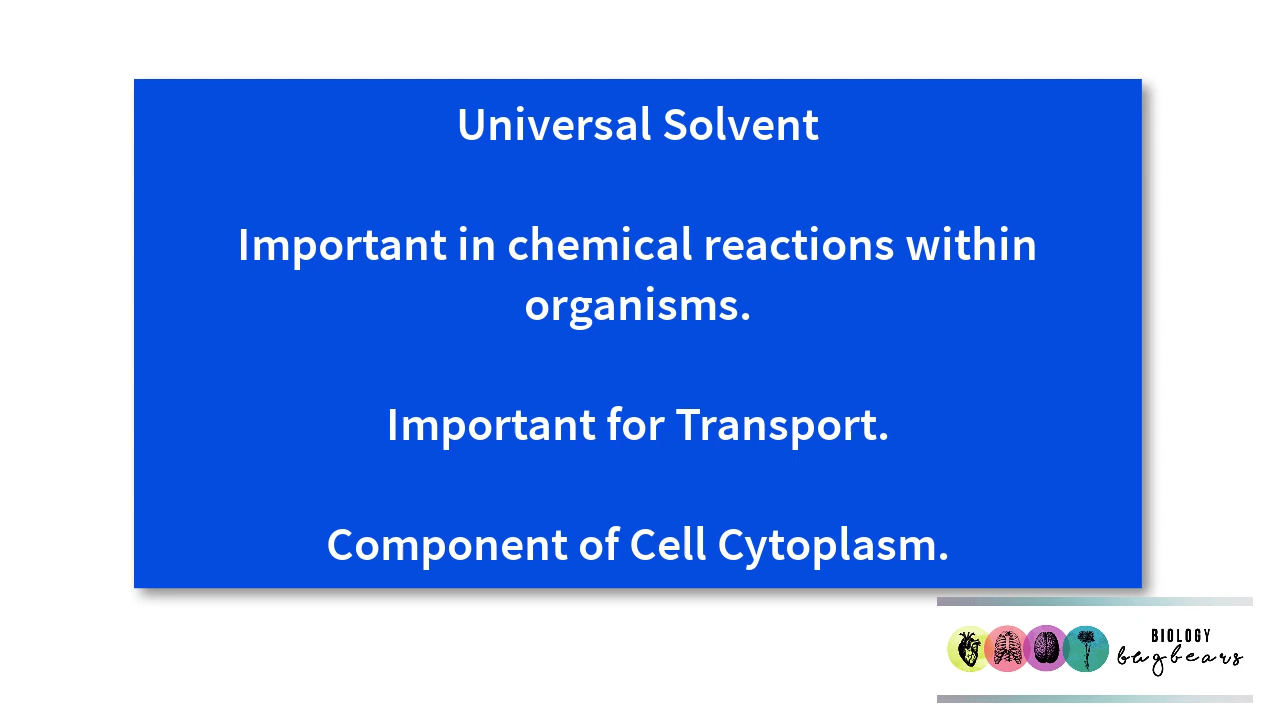 Universal Solvent
Important in chemical reactions within
organisms.
Important for Transport.
Component of Cell Cytoplasm.
BIOLOGY
bugbears